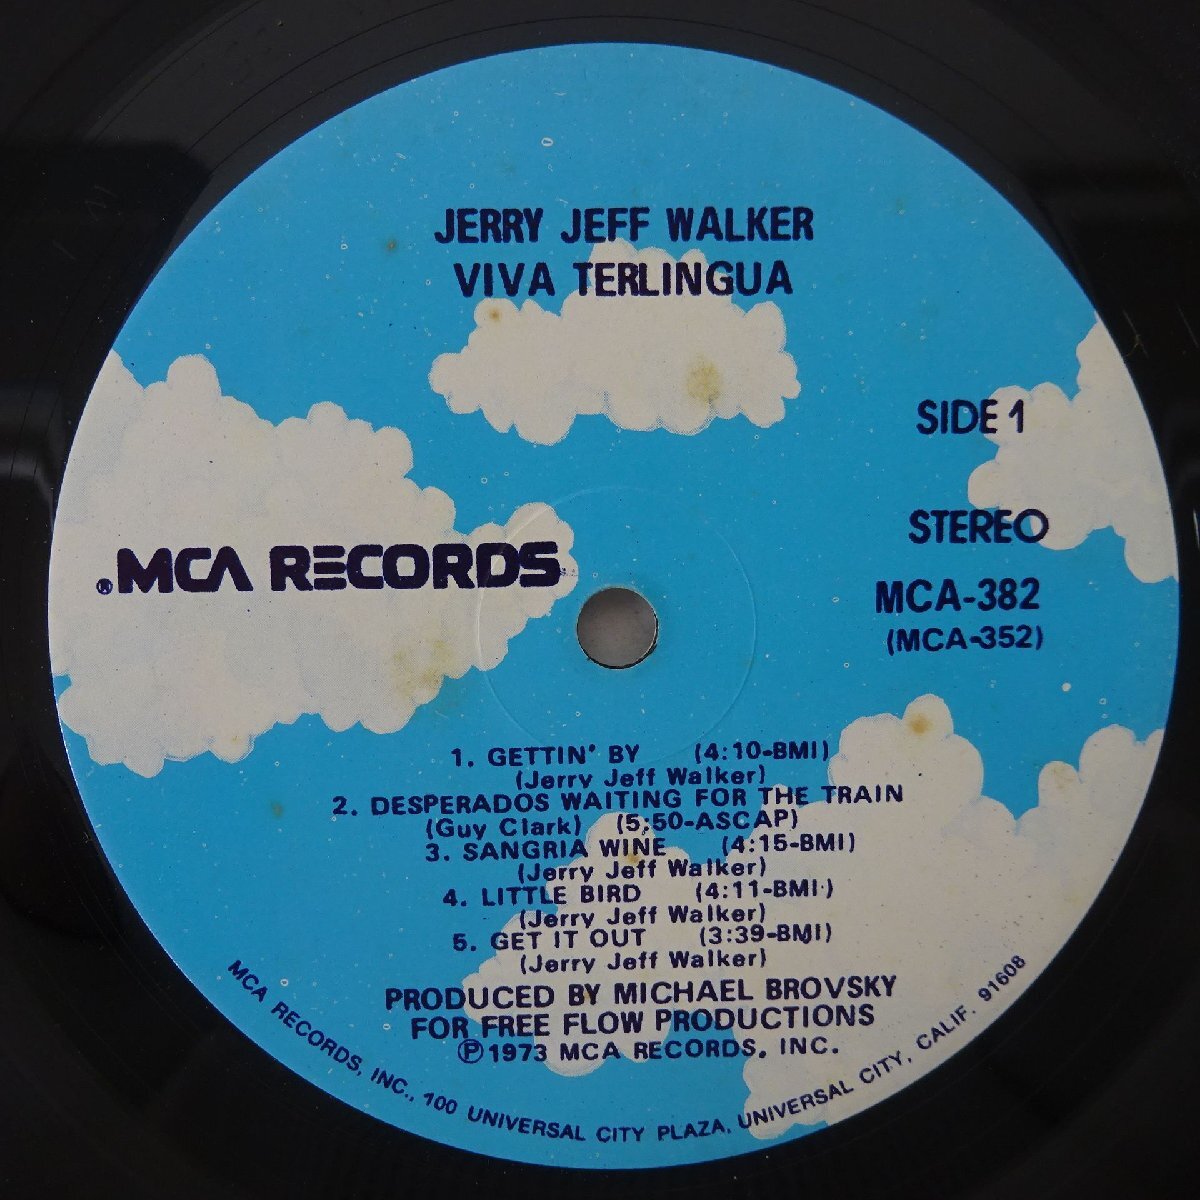 JERRY JEFF WALKER
VIVA TERLINGUA
SIDE 1
STEREO
®.MCA RECORDS
MCA-382
(MCA-352)
1. GETTIN' BY (4:10-BMI)
(Jerry Jeff Walker)
2. DESPERADOS WAITING FOR THE TRAIN
(Guy Clark) (5:50-ASCAP)
3. SANGRIA WINE (4:15-BMI)
(Jerry Jeff Walker)
4. LITTLE BIRD (4:11-BMI)
(Jerry Jeff Walker)
5. GET IT OUT (3:39-BMI)
(Jerry Jeff Walker)
PRODUCED BY MICHAEL BROVSKY
FOR FREE FLOW PRODUCTIONS
℗1973 MCA RECORDS, INC.
MCA RECORDS, INC., 100 UNIVERSAL CITY PLAZA, UNIVERSAL CITY, CALIF. 91608